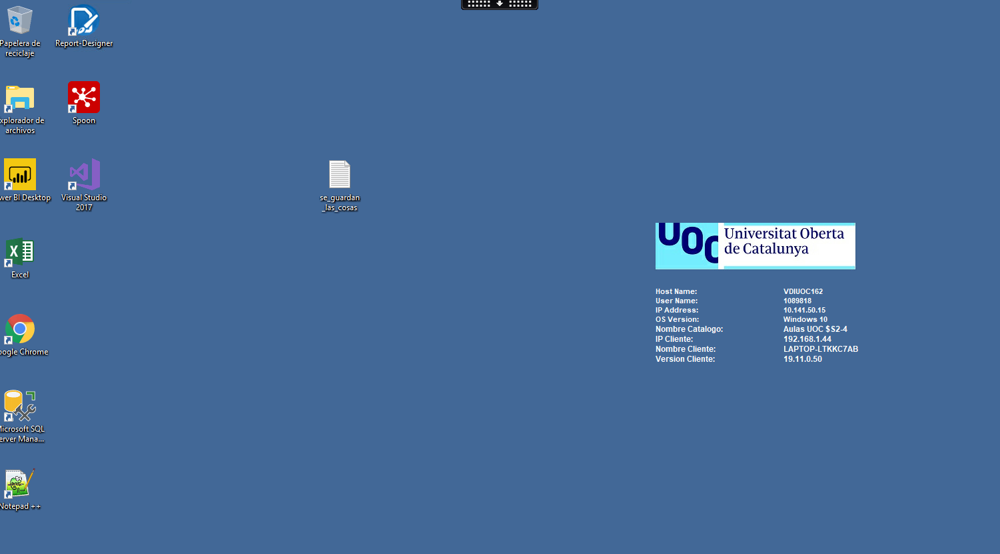 Papelera de
reciclaje
Report-Designer
xplorador de
archivos
Spoon
wer BI Desktop
Visual Studio
2017
se_guardan
_las_cosas
Excel
oogle Chrome
Microsoft SQL
erver Mana...
Notepad ++
UOC
Universitat Oberta
de Catalunya
Host Name: VDIUOC162
User Name: 1089818
IP Address: 10.141.50.15
OS Version: Windows 10
Nombre Catalogo: Aulas UOC $S2-4
IP Cliente: 192.168.1.44
Nombre Cliente: LAPTOP-LTKKC7AB
Version Cliente: 19.11.0.50